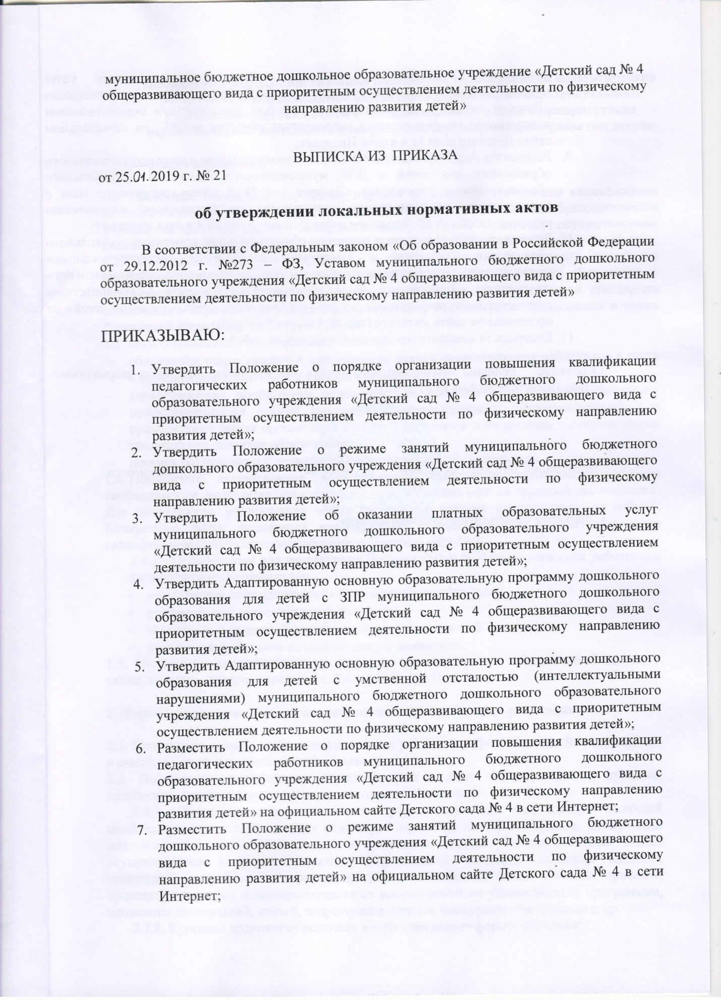 муниципальное бюджетное дошкольное образовательное учреждение «Детский сад № 4
общеразвивающего вида с приоритетным осуществлением деятельности по физическому
направлению развития детей»
ВЫПИСКА ИЗ ПРИКАЗА
от 25.01.2019 г. № 21
об утверждении локальных нормативных актов
В соответствии с Федеральным законом «Об образовании в Российской Федерации
от 29.12.2012 г. №273 – ФЗ, Уставом муниципального бюджетного дошкольного
образовательного учреждения «Детский сад № 4 общеразвивающего вида с приоритетным
осуществлением деятельности по физическому направлению развития детей»
ПРИКАЗЫВАЮ:
1. Утвердить Положение о порядке организации повышения квалификации
педагогических работников муниципального бюджетного дошкольного
образовательного учреждения «Детский сад № 4 общеразвивающего вида с
приоритетным осуществлением деятельности по физическому направлению
развития детей»;
2. Утвердить Положение о режиме занятий муниципального бюджетного
дошкольного образовательного учреждения «Детский сад № 4 общеразвивающего
вида с приоритетным осуществлением деятельности по физическому
направлению развития детей»;
3. Утвердить Положение об оказании платных образовательных услуг
муниципального бюджетного дошкольного образовательного учреждения
«Детский сад № 4 общеразвивающего вида с приоритетным осуществлением
деятельности по физическому направлению развития детей»;
4. Утвердить Адаптированную основную образовательную программу дошкольного
образования для детей с ЗПР муниципального бюджетного дошкольного
образовательного учреждения «Детский сад № 4 общеразвивающего вида с
приоритетным осуществлением деятельности по физическому направлению
развития детей»;
5. Утвердить Адаптированную основную образовательную программу дошкольного
образования для детей с умственной отсталостью (интеллектуальными
нарушениями) муниципального бюджетного дошкольного образовательного
учреждения «Детский сад № 4 общеразвивающего вида с приоритетным
осуществлением деятельности по физическому направлению развития детей»;
6. Разместить Положение о порядке организации повышения квалификации
педагогических работников муниципального бюджетного дошкольного
образовательного учреждения «Детский сад № 4 общеразвивающего вида с
приоритетным осуществлением деятельности по физическому направлению
развития детей» на официальном сайте Детского сада № 4 в сети Интернет;
7. Разместить Положение о режиме занятий муниципального бюджетного
дошкольного образовательного учреждения «Детский сад № 4 общеразвивающего
вида с приоритетным осуществлением деятельности по физическому
направлению развития детей» на официальном сайте Детского сада № 4 в сети
Интернет;